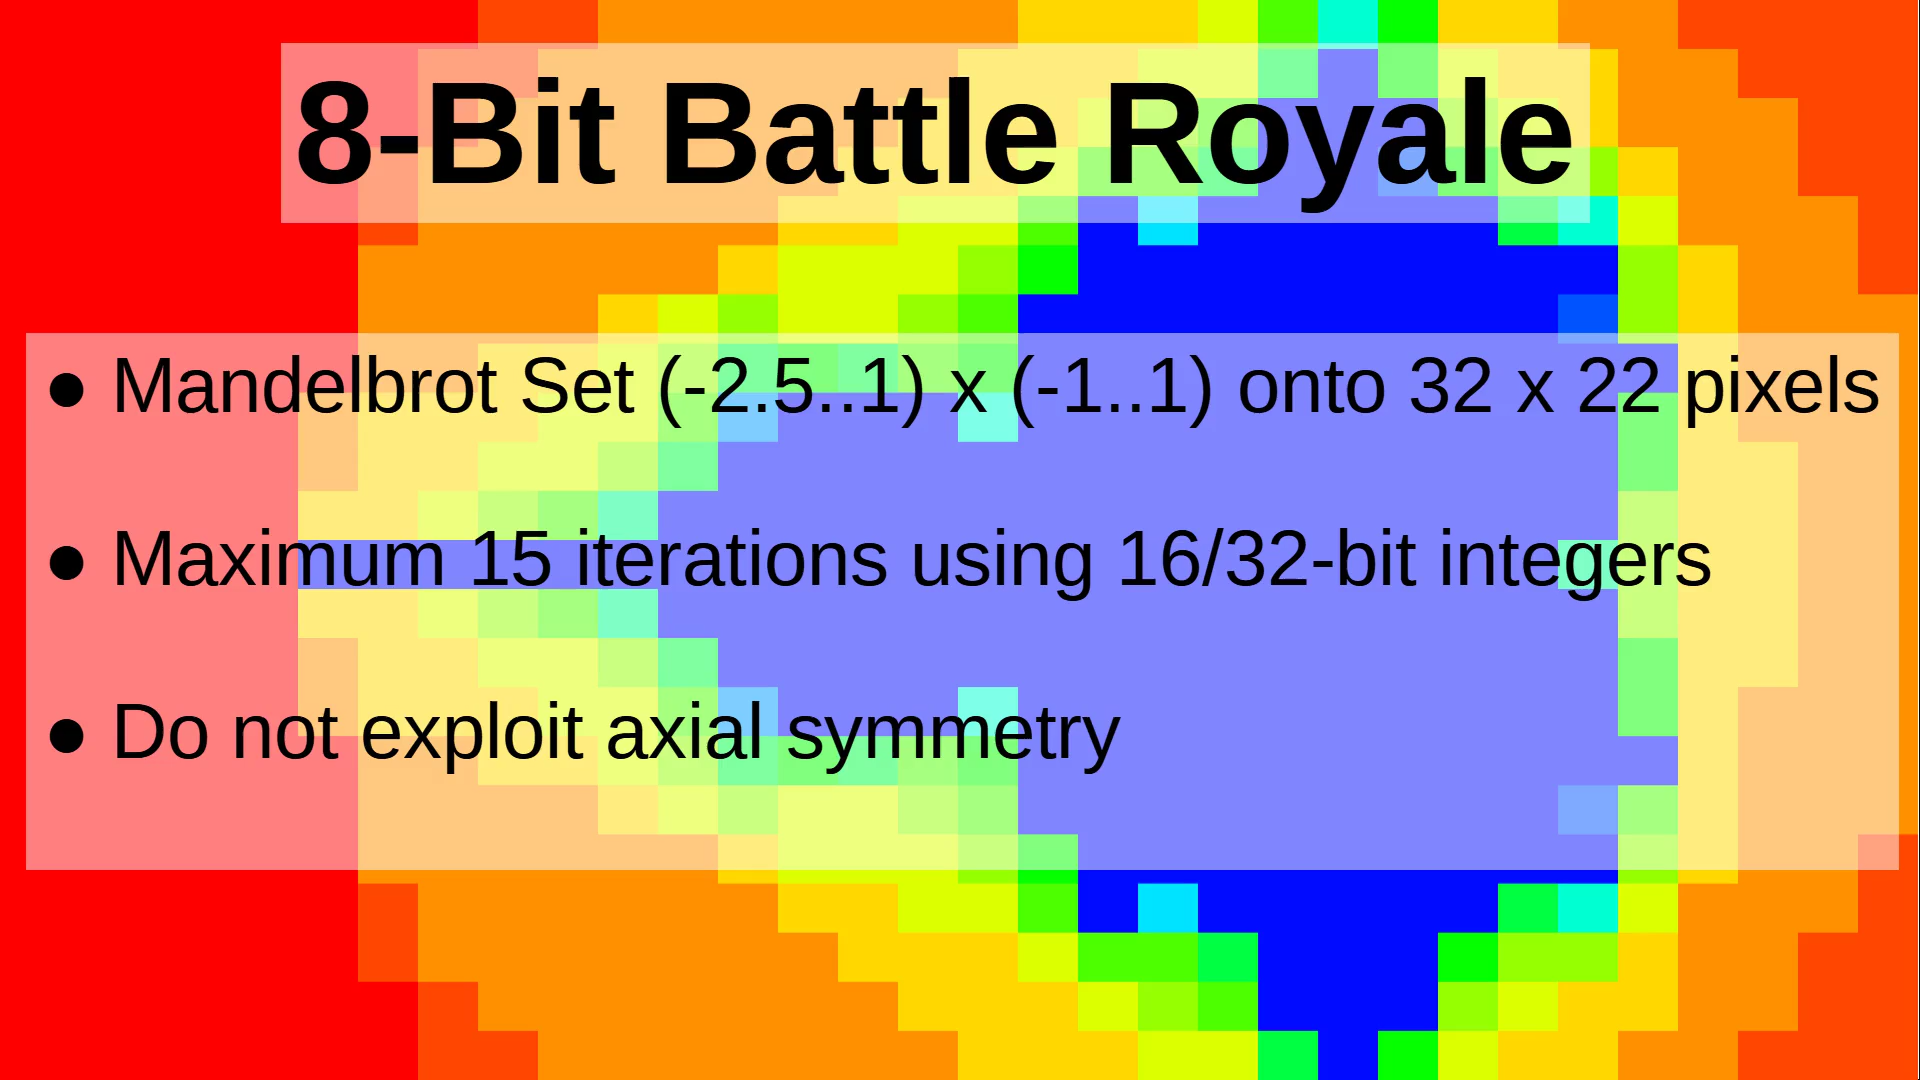 8-Bit Battle Royale
● Mandelbrot Set (-2.5..1) x (-1..1) onto 32 x 22 pixels
● Maximum 15 iterations using 16/32-bit integers
● Do not exploit axial symmetry